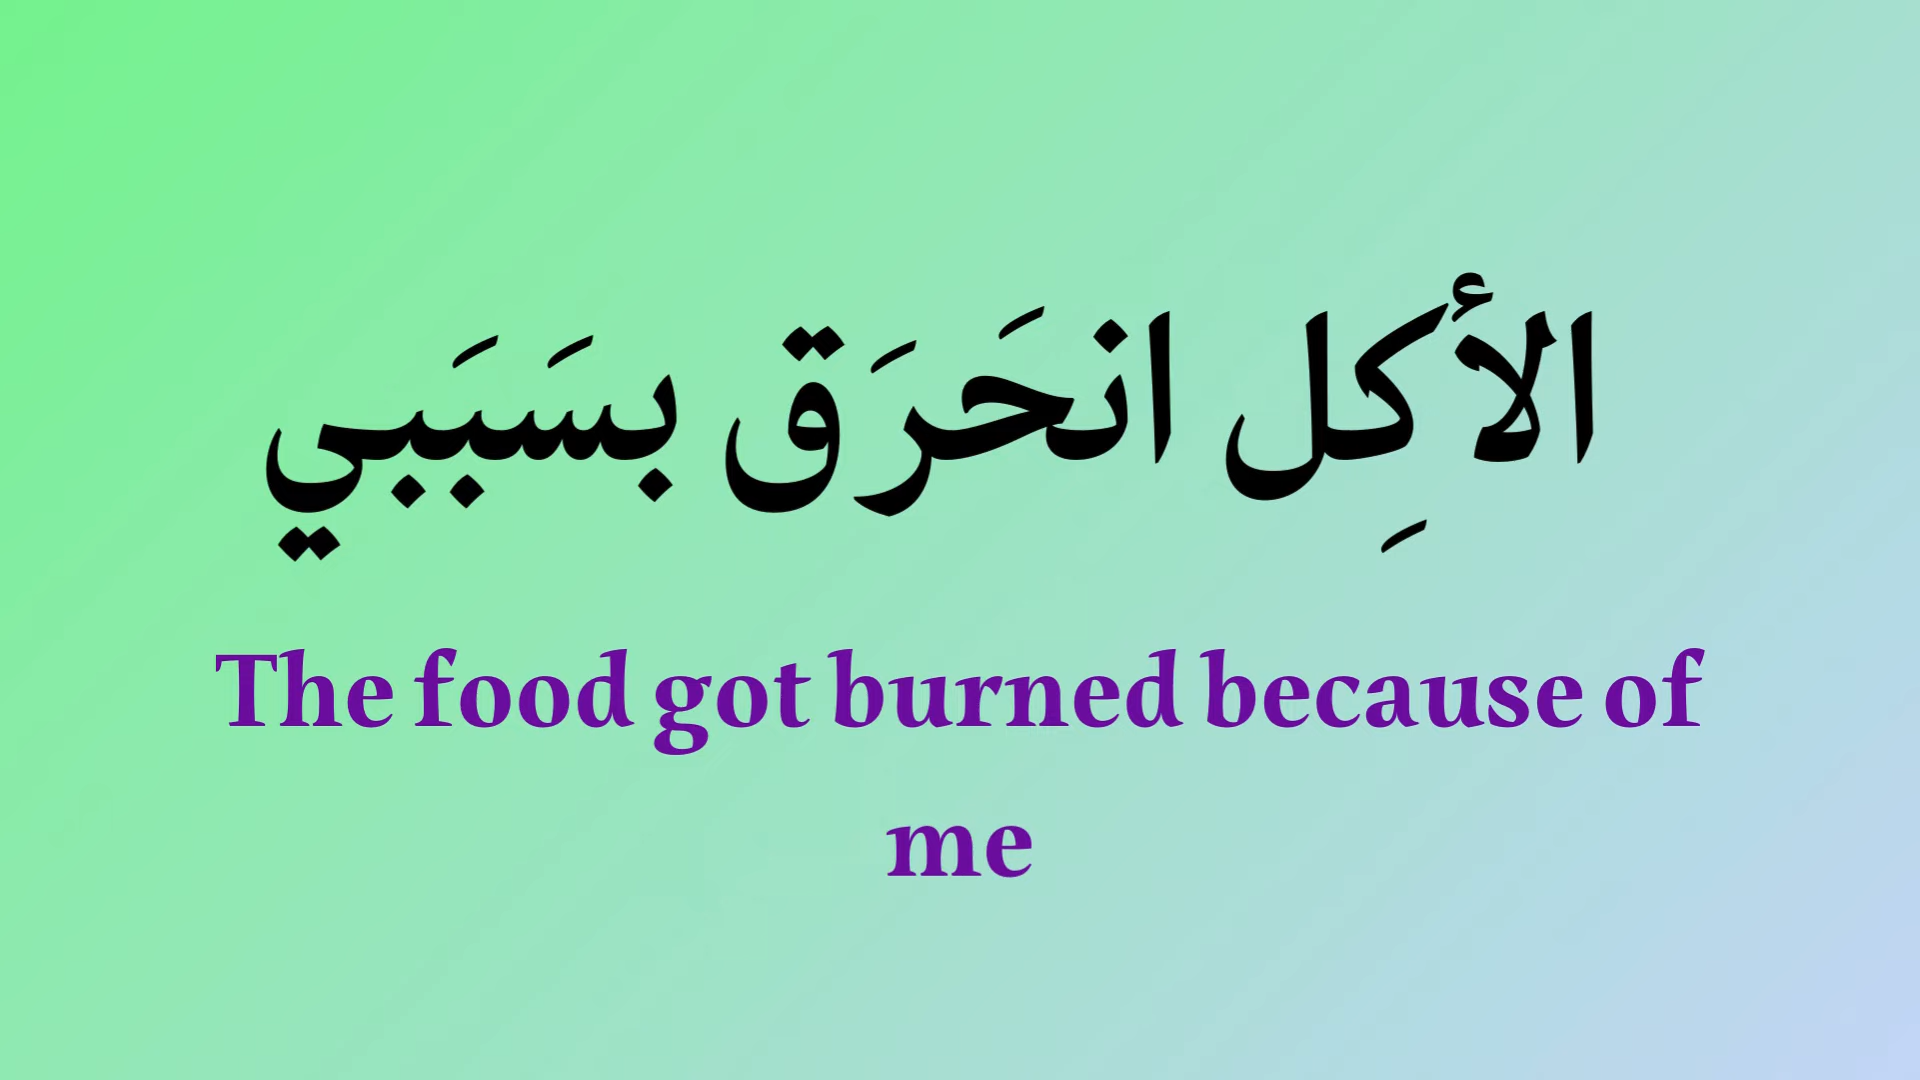 الأكِل انحَرَق بسَبَبي
The food got burned because of
me